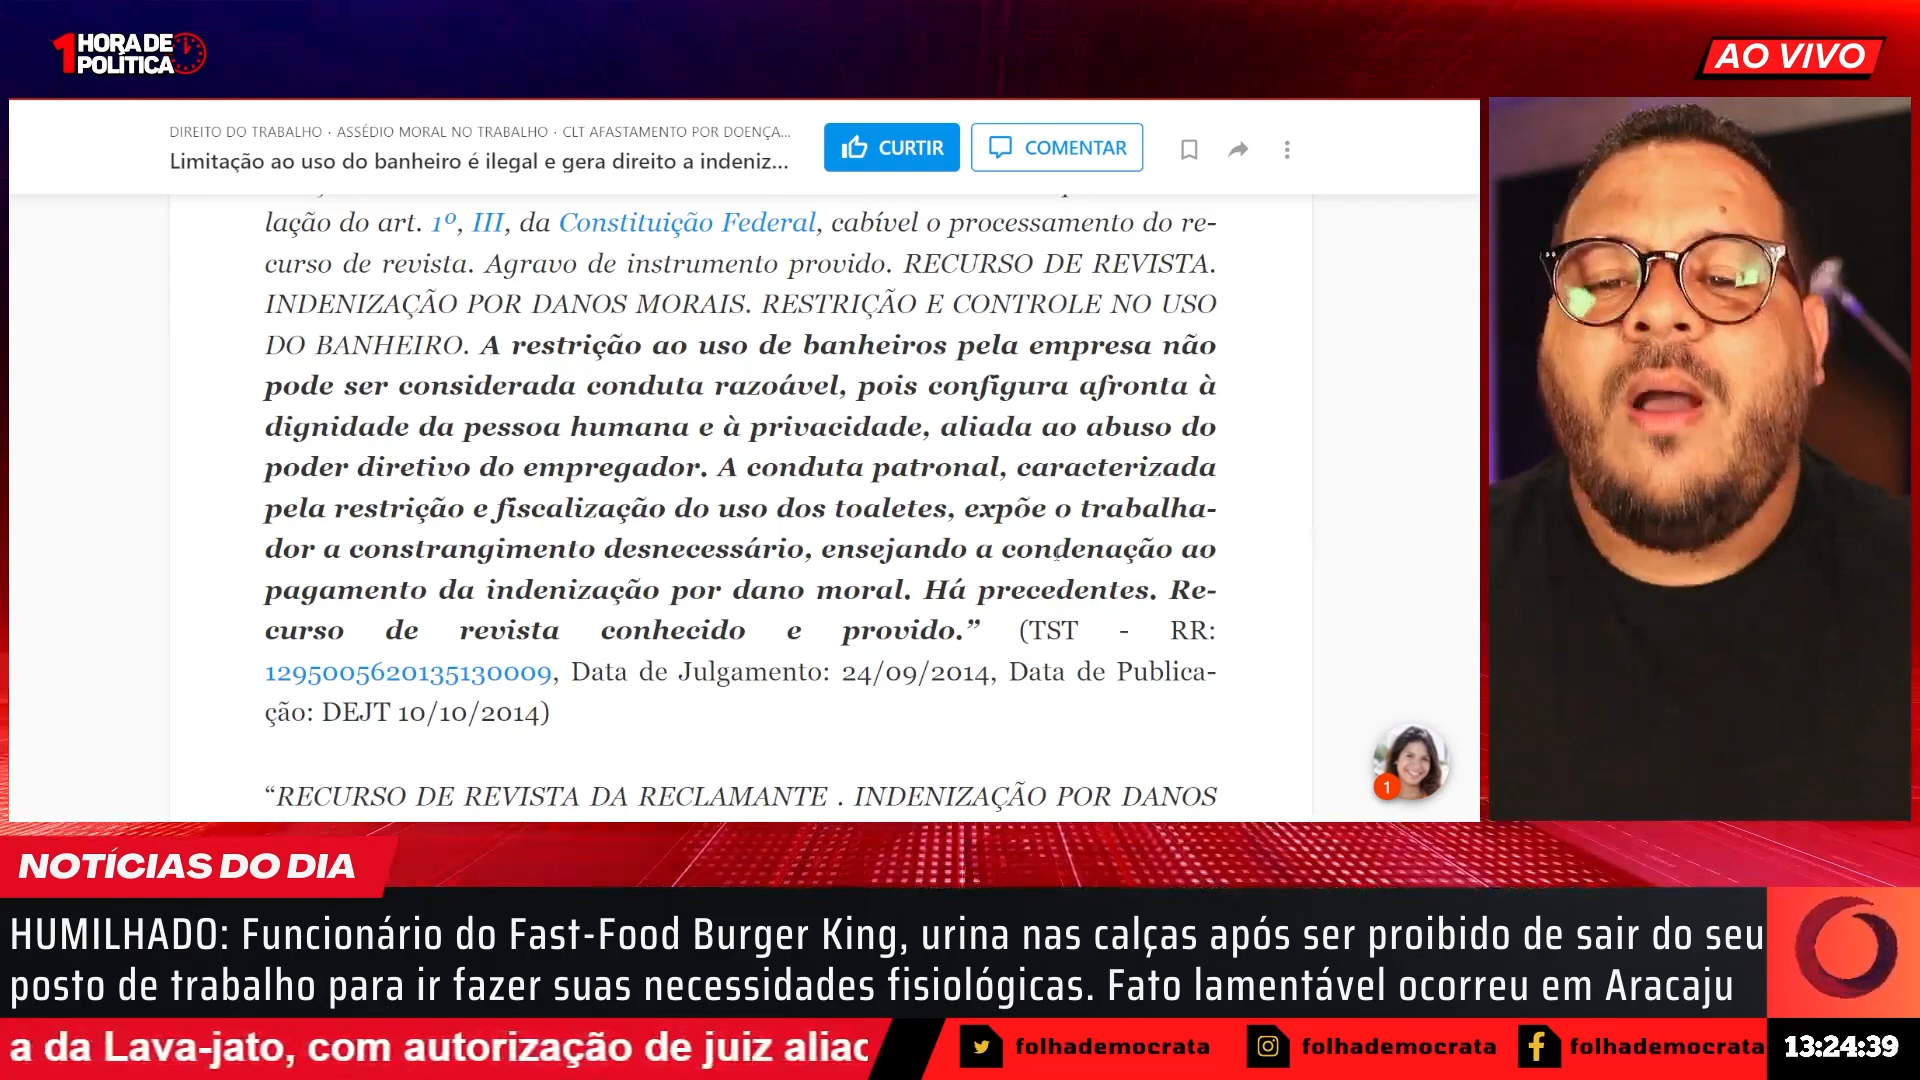 1 HORA DE
POLÍTICA
AO VIVO
DIREITO DO TRABALHO · ASSÉDIO MORAL NO TRABALHO · CLT AFASTAMENTO POR DOENÇA...
Limitação ao uso do banheiro é ilegal e gera direito a indeniz...
CURTIR
COMENTAR
lação do art. 1º, III, da Constituição Federal, cabível o processamento do re-
curso de revista. Agravo de instrumento provido. RECURSO DE REVISTA.
INDENIZAÇÃO POR DANOS MORAIS. RESTRIÇÃO E CONTROLE NO USO
DO BANHEIRO. A restrição ao uso de banheiros pela empresa não
pode ser considerada conduta razoável, pois configura afronta à
dignidade da pessoa humana e à privacidade, aliada ao abuso do
poder diretivo do empregador. A conduta patronal, caracterizada
pela restrição e fiscalização do uso dos toaletes, expõe o trabalha-
dor a constrangimento desnecessário, ensejando a condenação ao
pagamento da indenização por dano moral. Há precedentes. Re-
curso de revista conhecido e provido.” (TST - RR:
1295005620135130009, Data de Julgamento: 24/09/2014, Data de Publica-
ção: DEJT 10/10/2014)
“RECURSO DE REVISTA DA RECLAMANTE . INDENIZAÇÃO POR DANOS
1
NOTÍCIAS DO DIA
HUMILHADO: Funcionário do Fast-Food Burger King, urina nas calças após ser proibido de sair do seu
posto de trabalho para ir fazer suas necessidades fisiológicas. Fato lamentável ocorreu em Aracaju
a da Lava-jato, com autorização de juiz aliac
folhademocrata
folhademocrata
folhademocrata
13:24:39